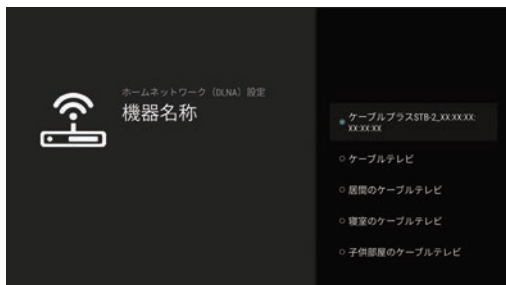 ホームネットワーク（DLNA）設定
機器名称
ケーブルプラスSTB-2_XX:XX:XX:
XX:XX:XX
ケーブルテレビ
居間のケーブルテレビ
寝室のケーブルテレビ
子供部屋のケーブルテレビ